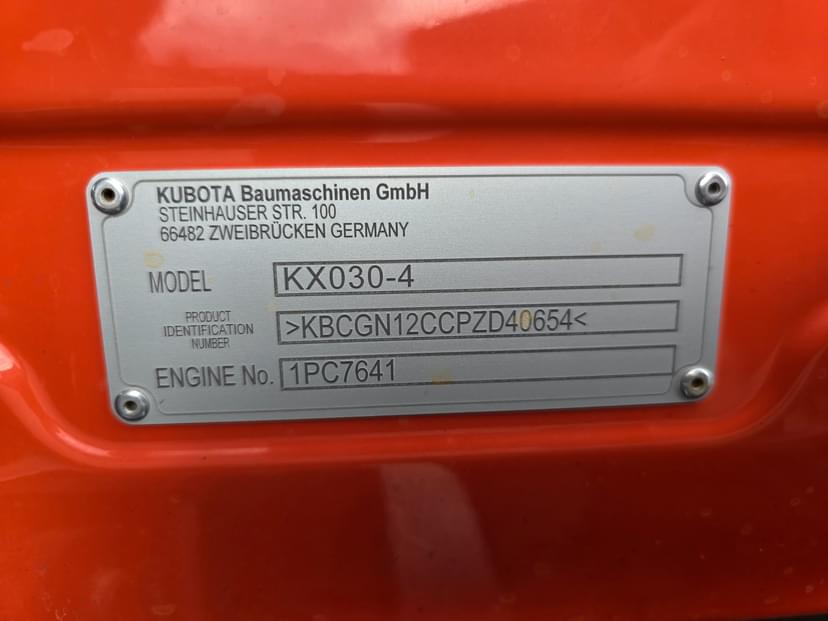 KUBOTA Baumaschinen GmbH
STEINHAUSER STR. 100
66482 ZWEIBRÜCKEN GERMANY
MODEL KX030-4
PRODUCT
IDENTIFICATION
NUMBER
>KBCGN12CCPZD40654<
ENGINE No. 1PC7641